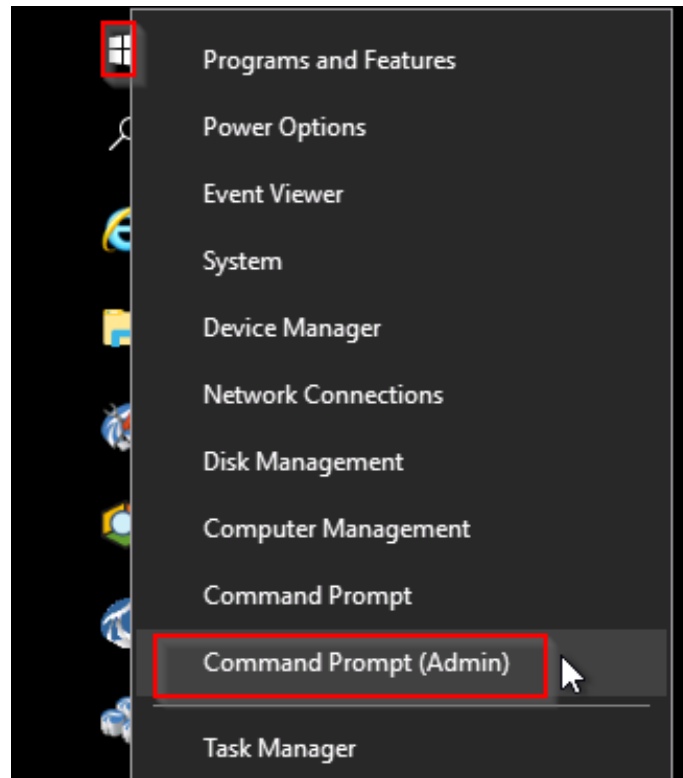 Programs and Features
Power Options
Event Viewer
System
Device Manager
Network Connections
Disk Management
Computer Management
Command Prompt
Command Prompt (Admin)
Task Manager